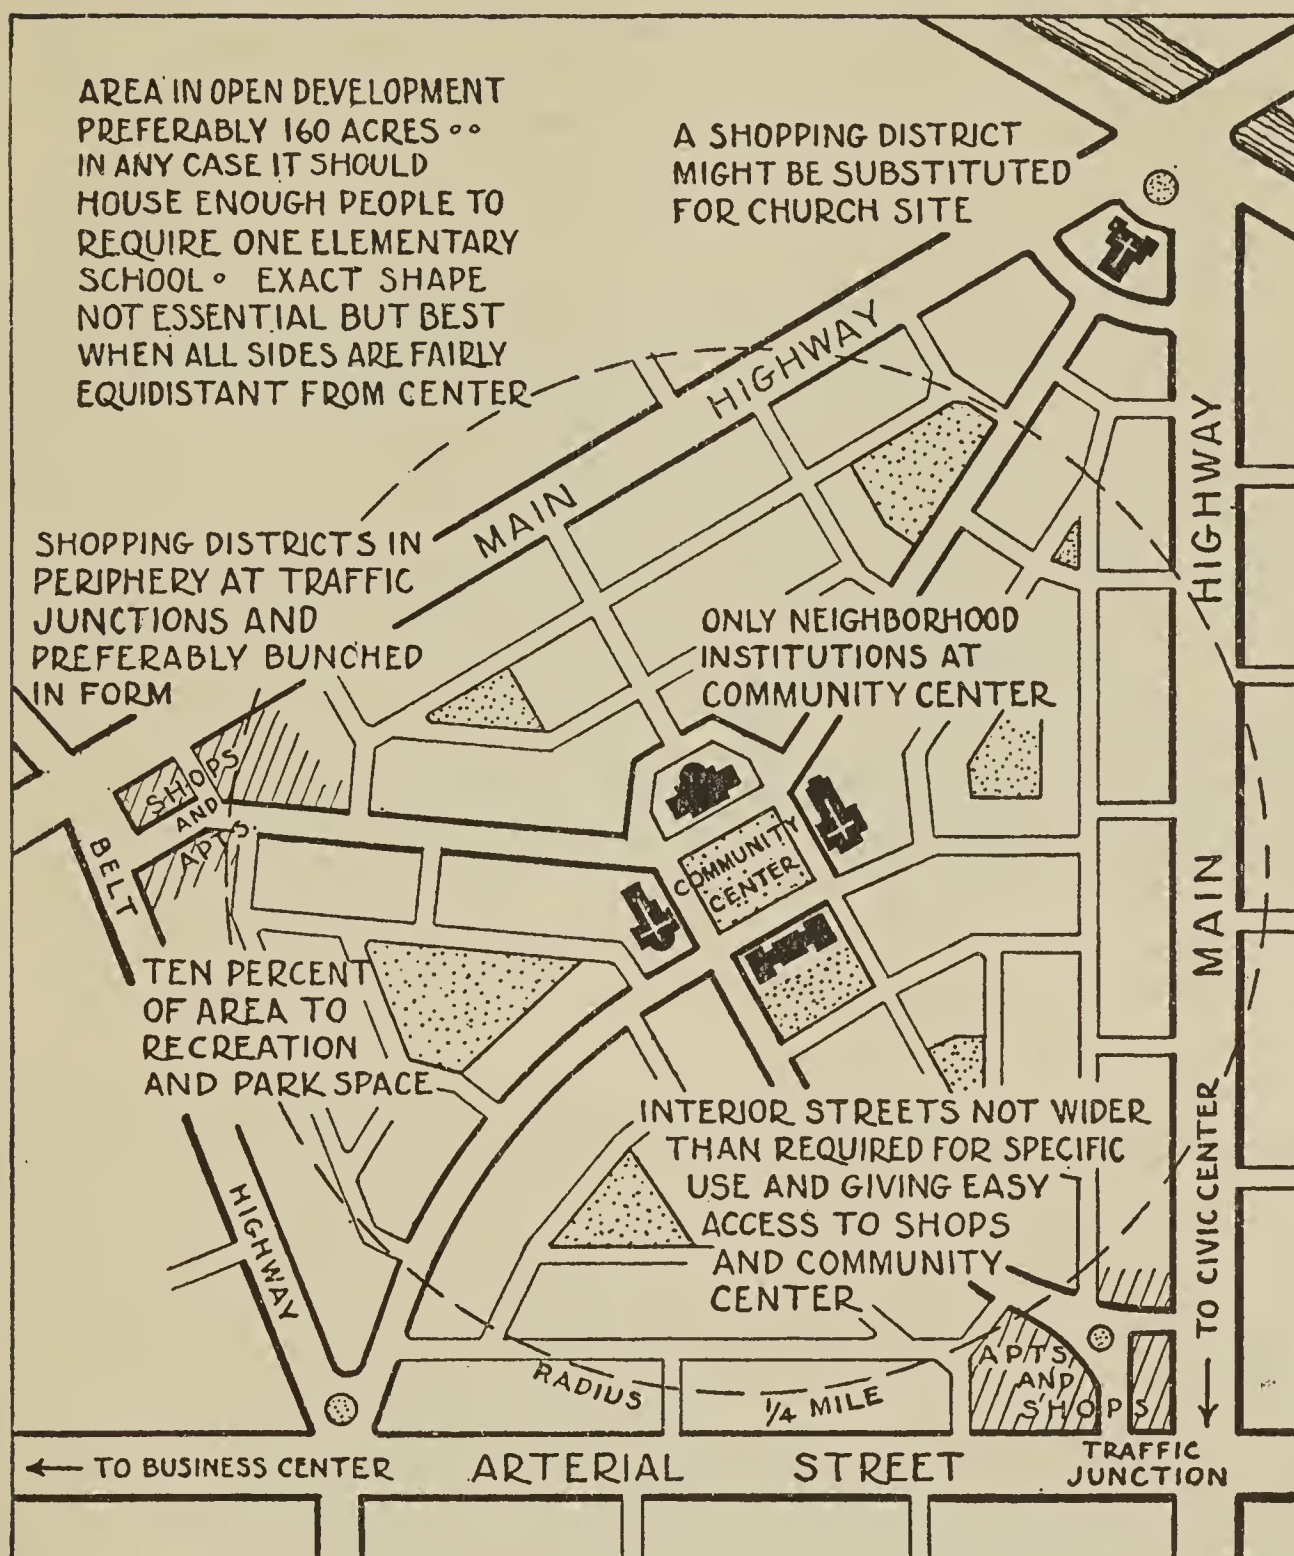 AREA IN OPEN DEVELOPMENT
PREFERABLY 160 ACRES
IN ANY CASE IT SHOULD
HOUSE ENOUGH PEOPLE TO
REQUIRE ONE ELEMENTARY
SCHOOL. EXACT SHAPE
NOT ESSENTIAL BUT BEST
WHEN ALL SIDES ARE FAIRLY
EQUIDISTANT FROM CENTER
A SHOPPING DISTRICT
MIGHT BE SUBSTITUTED
FOR CHURCH SITE
MAIN HIGHWAY
HIGHWAY
MAIN
SHOPPING DISTRICTS IN
PERIPHERY AT TRAFFIC
JUNCTIONS AND
PREFERABLY BUNCHED
IN FORM
ONLY NEIGHBORHOOD
INSTITUTIONS AT
COMMUNITY CENTER
SHOPS
AND
APTS.
COMMUNITY
CENTER
BELT
HIGHWAY
TEN PERCENT
OF AREA TO
RECREATION
AND PARK SPACE
INTERIOR STREETS NOT WIDER
THAN REQUIRED FOR SPECIFIC
USE AND GIVING EASY
ACCESS TO SHOPS
AND COMMUNITY
CENTER
TO CIVIC CENTER
APTS
AND
SHOPS
RADIUS 1/4 MILE
TRAFFIC
JUNCTION
← TO BUSINESS CENTER
ARTERIAL STREET